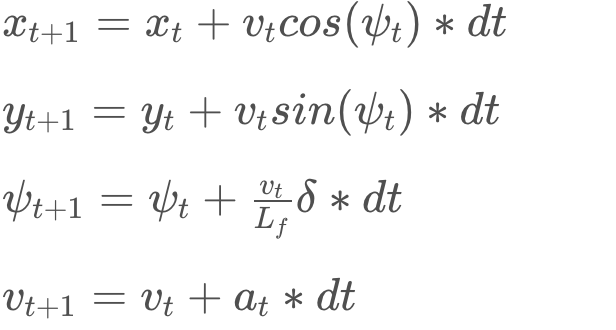 x_{t+1} = x_t + v_t cos(ψ_t) * dt
y_{t+1} = y_t + v_t sin(ψ_t) * dt
ψ_{t+1} = ψ_t + \frac{v_t}{L_f} δ * dt
v_{t+1} = v_t + a_t * dt